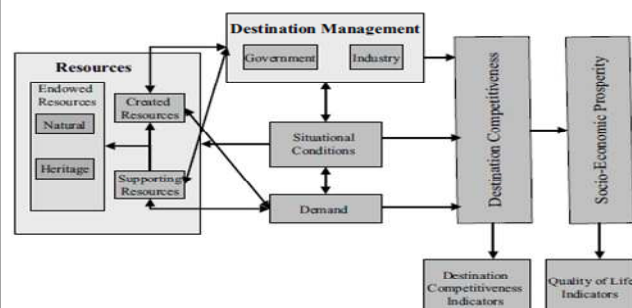 Destination Management
Government
Industry
Resources
Endowed
Resources
Natural
Heritage
Created
Resources
Supporting
Resources
Situational
Conditions
Demand
Destination Competitiveness
Socio-Economic Prosperity
Destination
Competitiveness
Indicators
Quality of Life
Indicators